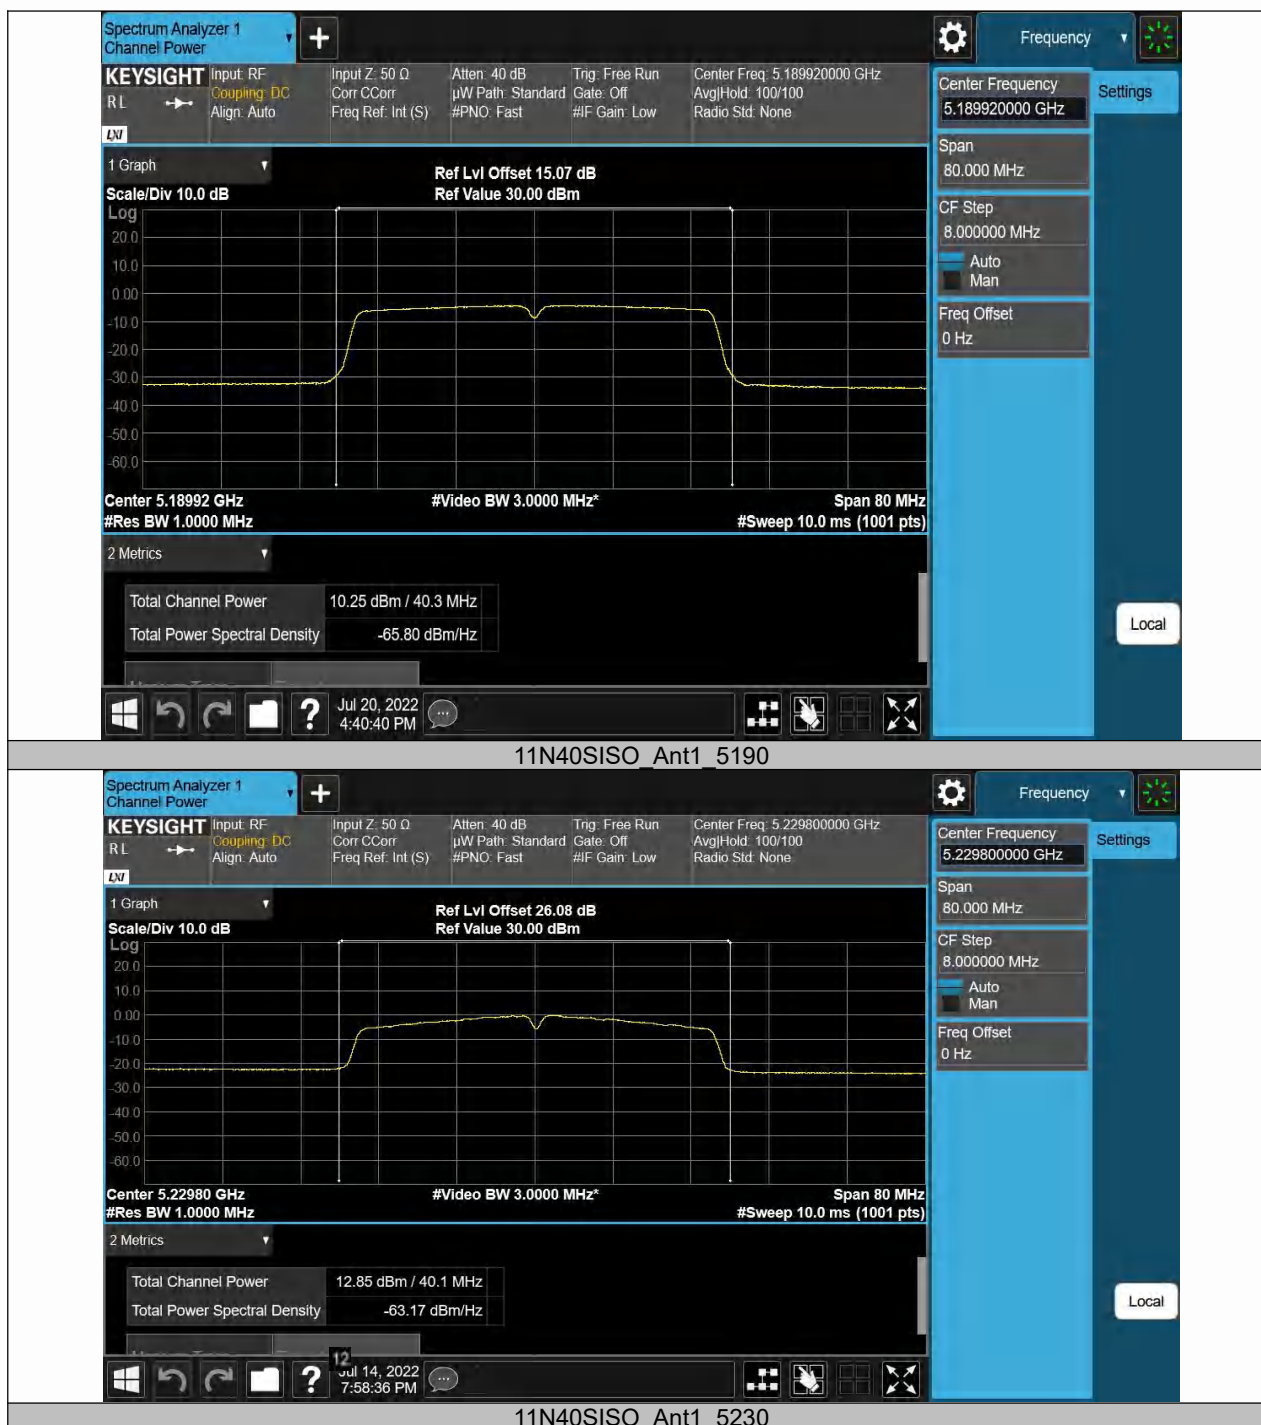 Spectrum Analyzer 1
Channel Power
Frequency
KEYSIGHT
R L
LXI
Input: RF
Coupling: DC
Align: Auto
Input Z: 50 Ω
Corr CCorr
Freq Ref: Int (S)
Atten: 40 dB
µW Path: Standard
#PNO: Fast
Trig: Free Run
Gate: Off
#IF Gain: Low
Center Freq: 5.189920000 GHz
Avg|Hold: 100/100
Radio Std: None
Center Frequency
5.189920000 GHz
Settings
Span
80.000 MHz
CF Step
8.000000 MHz
Auto
Man
Freq Offset
0 Hz
Local
1 Graph
Scale/Div 10.0 dB
Ref Lvl Offset 15.07 dB
Ref Value 30.00 dBm
Log
20.0
10.0
0.00
-10.0
-20.0
-30.0
-40.0
-50.0
-60.0
Center 5.18992 GHz
#Video BW 3.0000 MHz*
Span 80 MHz
#Res BW 1.0000 MHz
#Sweep 10.0 ms (1001 pts)
2 Metrics
Total Channel Power 10.25 dBm / 40.3 MHz
Total Power Spectral Density -65.80 dBm/Hz
Jul 20, 2022
4:40:40 PM
11N40SISO_Ant1_5190
Spectrum Analyzer 1
Channel Power
Frequency
KEYSIGHT
R L
LXI
Input: RF
Coupling: DC
Align: Auto
Input Z: 50 Ω
Corr CCorr
Freq Ref: Int (S)
Atten: 40 dB
µW Path: Standard
#PNO: Fast
Trig: Free Run
Gate: Off
#IF Gain: Low
Center Freq: 5.229800000 GHz
Avg|Hold: 100/100
Radio Std: None
Center Frequency
5.229800000 GHz
Settings
Span
80.000 MHz
CF Step
8.000000 MHz
Auto
Man
Freq Offset
0 Hz
Local
1 Graph
Scale/Div 10.0 dB
Ref Lvl Offset 26.08 dB
Ref Value 30.00 dBm
Log
20.0
10.0
0.00
-10.0
-20.0
-30.0
-40.0
-50.0
-60.0
Center 5.22980 GHz
#Video BW 3.0000 MHz*
Span 80 MHz
#Res BW 1.0000 MHz
#Sweep 10.0 ms (1001 pts)
2 Metrics
Total Channel Power 12.85 dBm / 40.1 MHz
Total Power Spectral Density -63.17 dBm/Hz
12
Jul 14, 2022
7:58:36 PM
11N40SISO_Ant1_5230